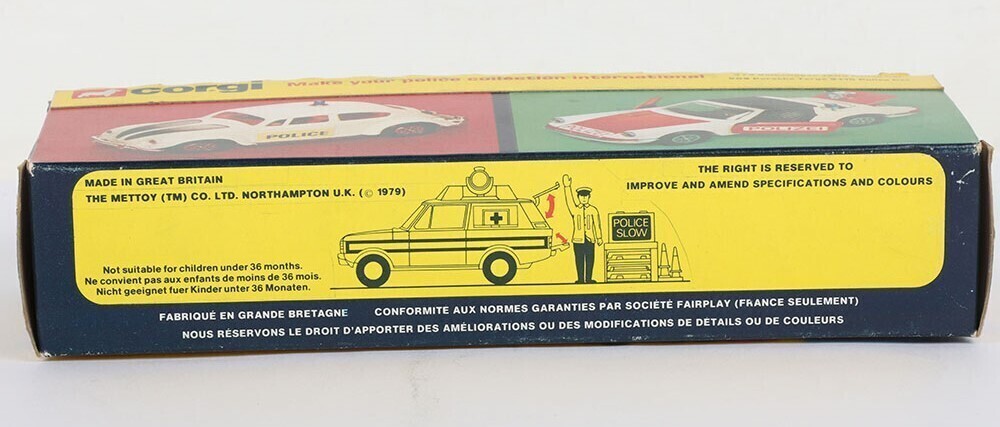 corgi Make your police collection international
POLICE
POLIZEI
MADE IN GREAT BRITAIN
THE METTOY (TM) CO. LTD. NORTHAMPTON U.K. (© 1979)
THE RIGHT IS RESERVED TO
IMPROVE AND AMEND SPECIFICATIONS AND COLOURS
POLICE
SLOW
Not suitable for children under 36 months.
Ne convient pas aux enfants de moins de 36 mois.
Nicht geeignet fuer Kinder unter 36 Monaten.
FABRIQUÉ EN GRANDE BRETAGNE CONFORMITE AUX NORMES GARANTIES PAR SOCIÉTÉ FAIRPLAY (FRANCE SEULEMENT)
NOUS RÉSERVONS LE DROIT D'APPORTER DES AMÉLIORATIONS OU DES MODIFICATIONS DE DÉTAILS OU DE COULEURS